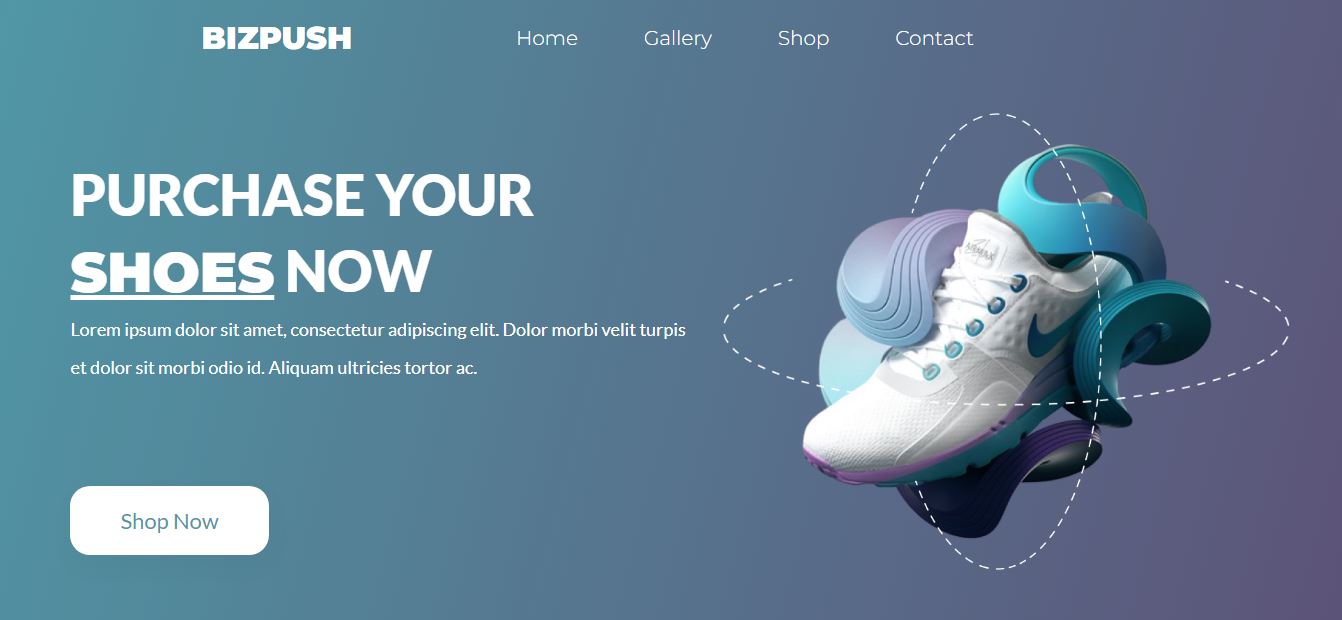 BIZPUSH
Home Gallery Shop Contact
PURCHASE YOUR
SHOES NOW
Lorem ipsum dolor sit amet, consectetur adipiscing elit. Dolor morbi velit turpis
et dolor sit morbi odio id. Aliquam ultricies tortor ac.
Shop Now